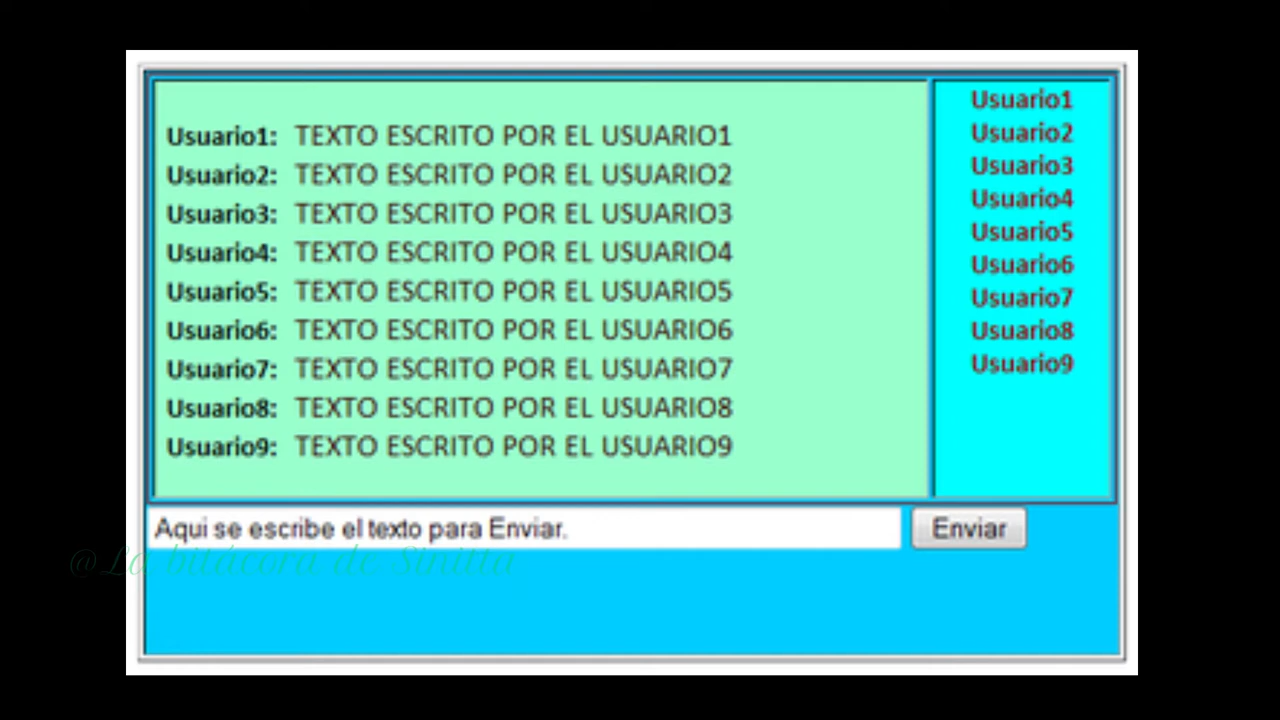 Usuario1: TEXTO ESCRITO POR EL USUARIO1
Usuario2: TEXTO ESCRITO POR EL USUARIO2
Usuario3: TEXTO ESCRITO POR EL USUARIO3
Usuario4: TEXTO ESCRITO POR EL USUARIO4
Usuario5: TEXTO ESCRITO POR EL USUARIO5
Usuario6: TEXTO ESCRITO POR EL USUARIO6
Usuario7: TEXTO ESCRITO POR EL USUARIO7
Usuario8: TEXTO ESCRITO POR EL USUARIO8
Usuario9: TEXTO ESCRITO POR EL USUARIO9
Usuario1
Usuario2
Usuario3
Usuario4
Usuario5
Usuario6
Usuario7
Usuario8
Usuario9
Aqui se escribe el texto para Enviar.
Enviar
@La bitácora de Sinitta